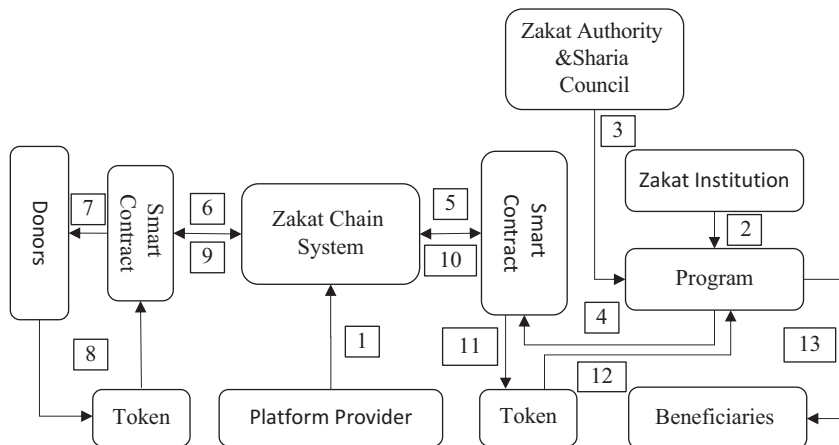 Zakat Authority
&Sharia
Council
3
Donors
7
Smart
Contract
6
9
Zakat Chain
System
5
10
Smart
Contract
Zakat Institution
2
Program
4
8
1
11
12
13
Token
Platform Provider
Token
Beneficiaries